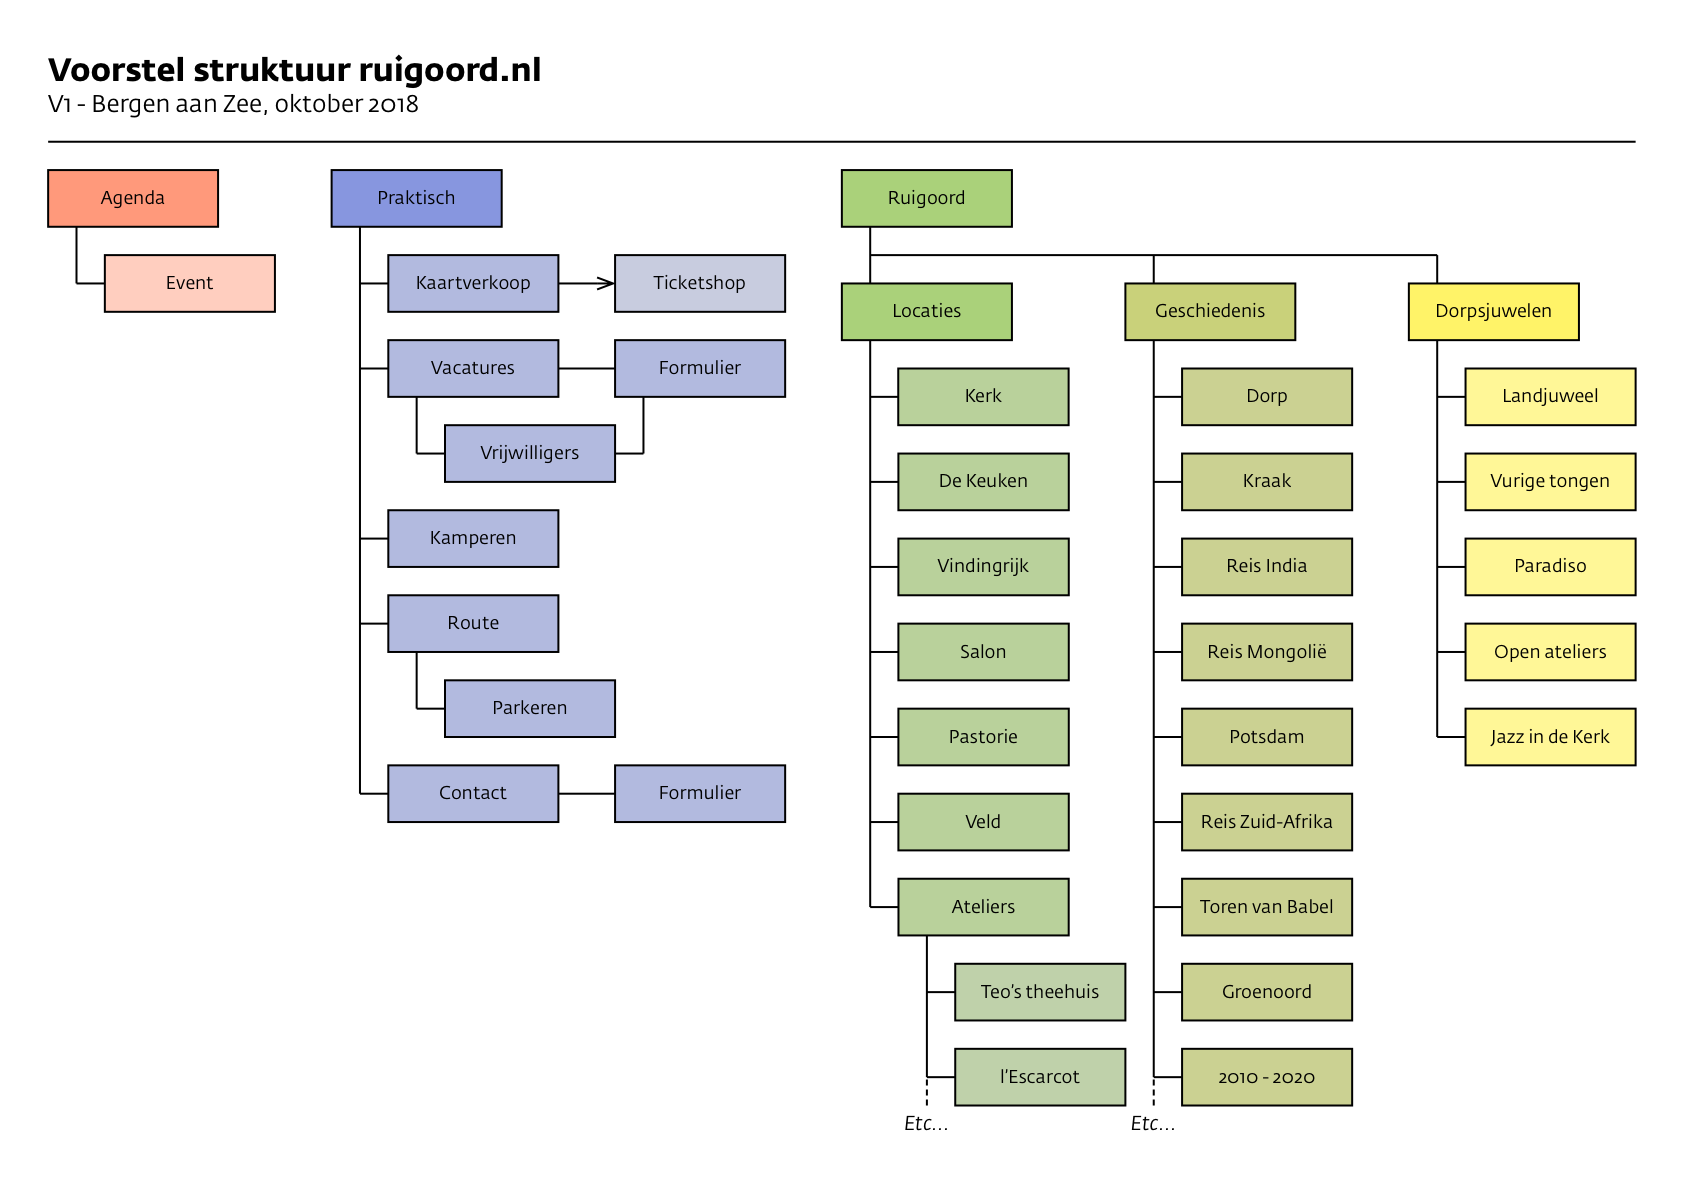 Voorstel struktuur ruigoord.nl
V1 - Bergen aan Zee, oktober 2018
Agenda
Event
Praktisch
Kaartverkoop
Ticketshop
Vacatures
Formulier
Vrijwilligers
Kamperen
Route
Parkeren
Contact
Formulier
Ruigoord
Locaties
Kerk
De Keuken
Vindingrijk
Salon
Pastorie
Veld
Ateliers
Teo's theehuis
l'Escarcot
Etc...
Geschiedenis
Dorp
Kraak
Reis India
Reis Mongolië
Potsdam
Reis Zuid-Afrika
Toren van Babel
Groenoord
2010 - 2020
Etc...
Dorpsjuwelen
Landjuweel
Vurige tongen
Paradiso
Open ateliers
Jazz in de Kerk